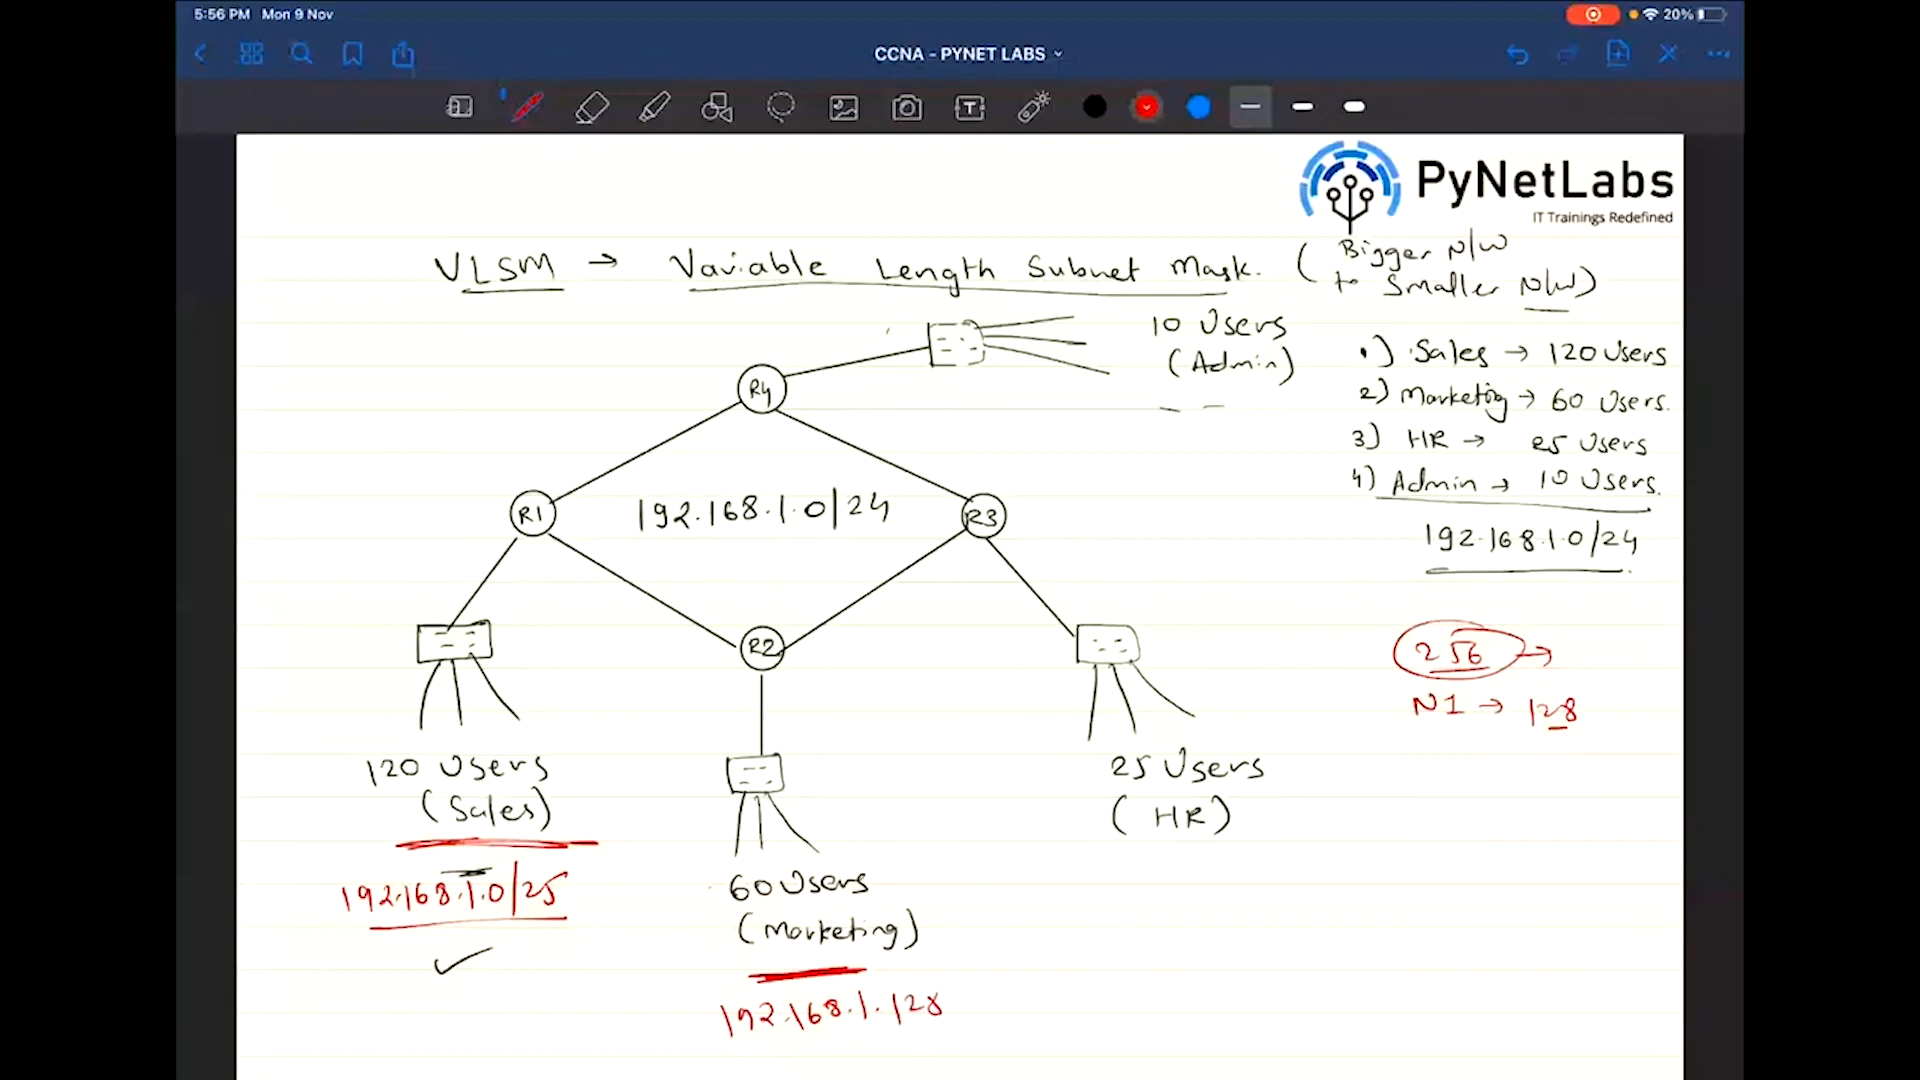 5:56 PM Mon 9 Nov
20%
CCNA - PYNET LABS
T
PyNetLabs
IT Trainings Redefined
VLSM → Variable Length Subnet Mask. ( Bigger N/W
to Smaller N/W)
10 Users
(Admin)
1) Sales → 120 Users
2) Marketing → 60 Users.
3) HR → 25 Users
4) Admin → 10 Users.
192.168.1.0/24
R4
R1
192.168.1.0/24
R3
R2
256 →
N1 → 128
120 Users
(Sales)
192.168.1.0/25
60 Users
(Marketing)
192.168.1.128
25 Users
(HR)